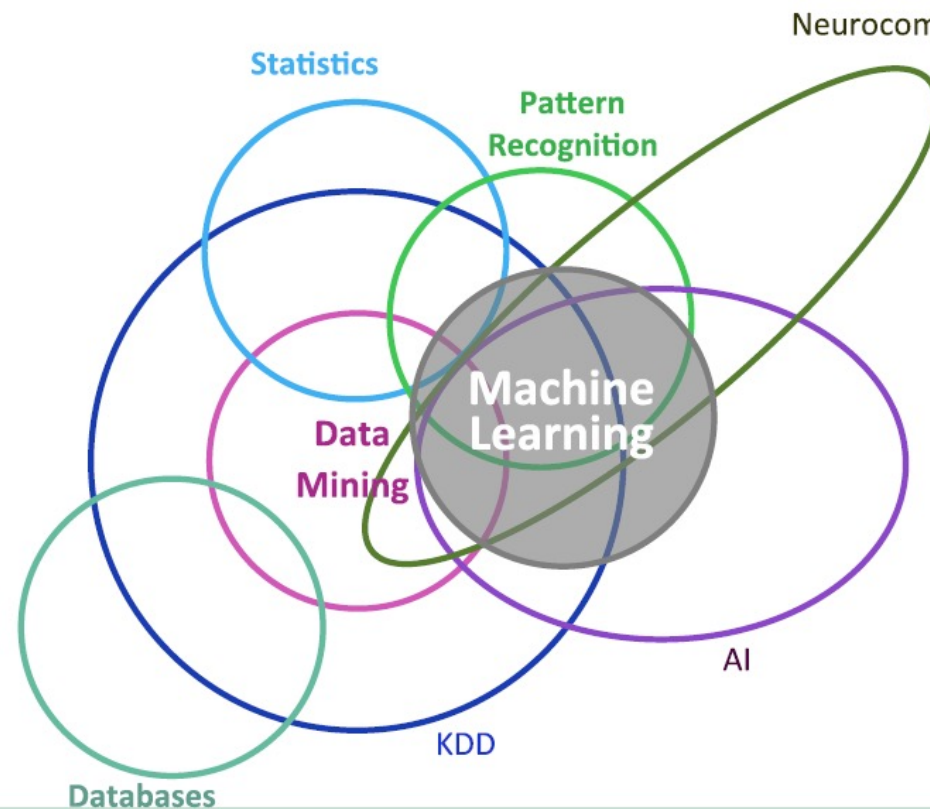 Neurocom
Statistics
Pattern
Recognition
Machine
Learning
Data
Mining
AI
KDD
Databases